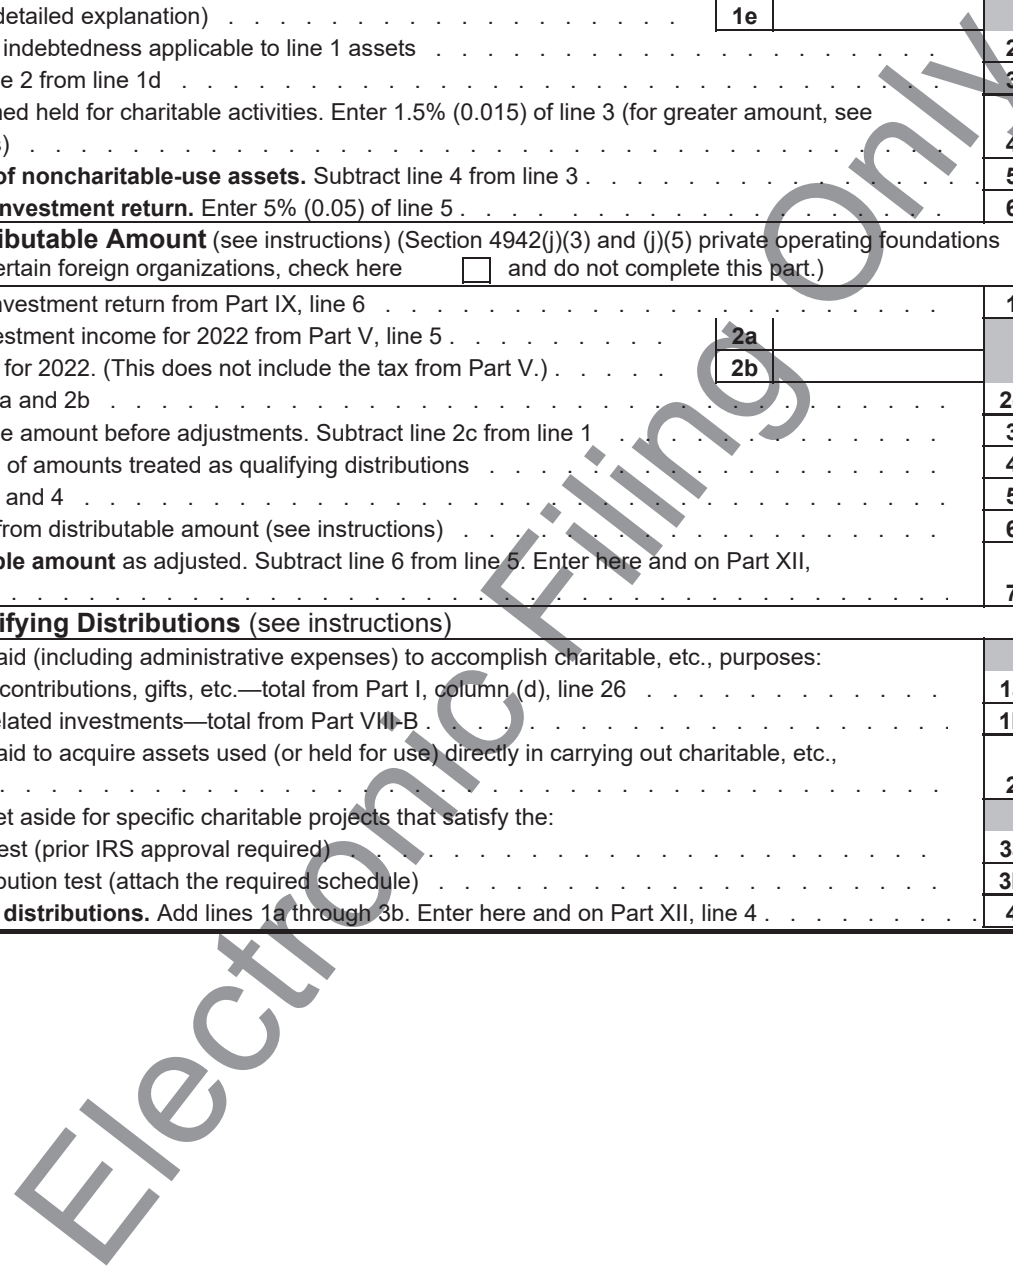 detailed explanation) . . . . . . . . . . . . . . . . . . 1e
indebtedness applicable to line 1 assets . . . . . . . . . . . . . . . . . . . . 2
e 2 from line 1d . . . . . . . . . . . . . . . . . . . . . . . . . . . . . 3
ed held for charitable activities. Enter 1.5% (0.015) of line 3 (for greater amount, see
s) . . . . . . . . . . . . . . . . . . . . . . . . . . . . . . . . . . . 4
of noncharitable-use assets. Subtract line 4 from line 3 . . . . . . . . . . . . . . . . 5
nvestment return. Enter 5% (0.05) of line 5 . . . . . . . . . . . . . . . . . . . 6
ibutable Amount (see instructions) (Section 4942(j)(3) and (j)(5) private operating foundations
ertain foreign organizations, check here and do not complete this part.)
nvestment return from Part IX, line 6 . . . . . . . . . . . . . . . . . . . . . . 1
estment income for 2022 from Part V, line 5 . . . . . . . . . 2a
for 2022. (This does not include the tax from Part V.) . . . . . 2b
a and 2b . . . . . . . . . . . . . . . . . . . . . . . . . . . . . . . . 2
e amount before adjustments. Subtract line 2c from line 1 . . . . . . . . . . . . . 3
of amounts treated as qualifying distributions . . . . . . . . . . . . . . . . . . 4
and 4 . . . . . . . . . . . . . . . . . . . . . . . . . . . . . . . . . 5
from distributable amount (see instructions) . . . . . . . . . . . . . . . . . . . 6
ble amount as adjusted. Subtract line 6 from line 5. Enter here and on Part XII,
. . . . . . . . . . . . . . . . . . . . . . . . . . . . . . . . . . . . 7
ifying Distributions (see instructions)
aid (including administrative expenses) to accomplish charitable, etc., purposes:
contributions, gifts, etc.—total from Part I, column (d), line 26 . . . . . . . . . . . . 1
elated investments—total from Part VIII-B . . . . . . . . . . . . . . . . . . . . 1
aid to acquire assets used (or held for use) directly in carrying out charitable, etc.,
. . . . . . . . . . . . . . . . . . . . . . . . . . . . . . . . . . . . 2
et aside for specific charitable projects that satisfy the:
est (prior IRS approval required) . . . . . . . . . . . . . . . . . . . . . . . 3
bution test (attach the required schedule) . . . . . . . . . . . . . . . . . . . . 3
distributions. Add lines 1a through 3b. Enter here and on Part XII, line 4 . . . . . . . . . 4
Electronic Filing Only